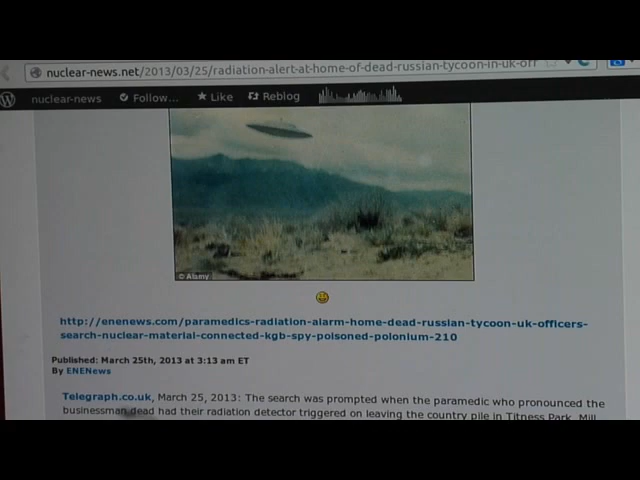 nuclear-news.net/2013/03/25/radiation-alert-at-home-of-dead-russian-tycoon-in-uk-off
nuclear-news Follow... Like Reblog
© Alamy
http://enenews.com/paramedics-radiation-alarm-home-dead-russian-tycoon-uk-officers-
search-nuclear-material-connected-kgb-spy-poisoned-polonium-210
Published: March 25th, 2013 at 3:13 am ET
By ENENews
Telegraph.co.uk, March 25, 2013: The search was prompted when the paramedic who pronounced the
businessman dead had their radiation detector triggered on leaving the country pile in Titness Park, Mill